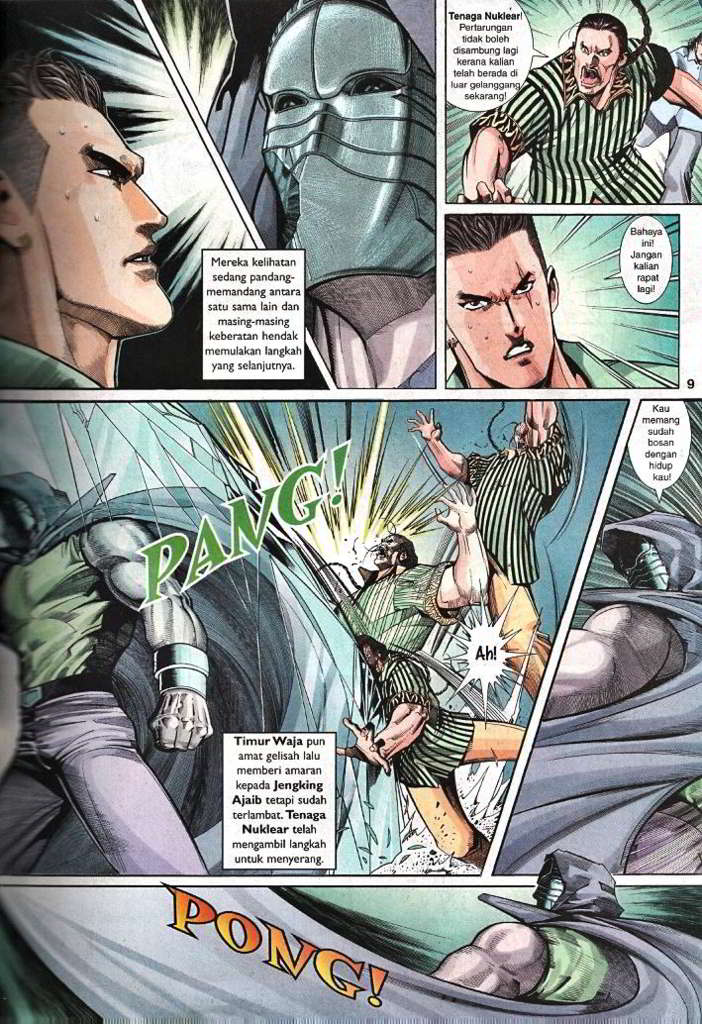 Mereka kelihatan
sedang pandang-
memandang antara
satu sama lain dan
masing-masing
keberatan hendak
memulakan langkah
yang selanjutnya.
Tenaga Nuklear!
Pertarungan
tidak boleh
disambung lagi
kerana kalian
telah berada di
luar gelanggang
sekarang!
Bahaya
ini!
Jangan
kalian
rapat
lagi!
9
PANG!
Ah!
Timur Waja pun
amat gelisah lalu
memberi amaran
kepada Jengking
Ajaib tetapi sudah
terlambat. Tenaga
Nuklear telah
mengambil langkah
untuk menyerang.
Kau
memang
sudah
bosan
dengan
hidup
kau!
PONG!